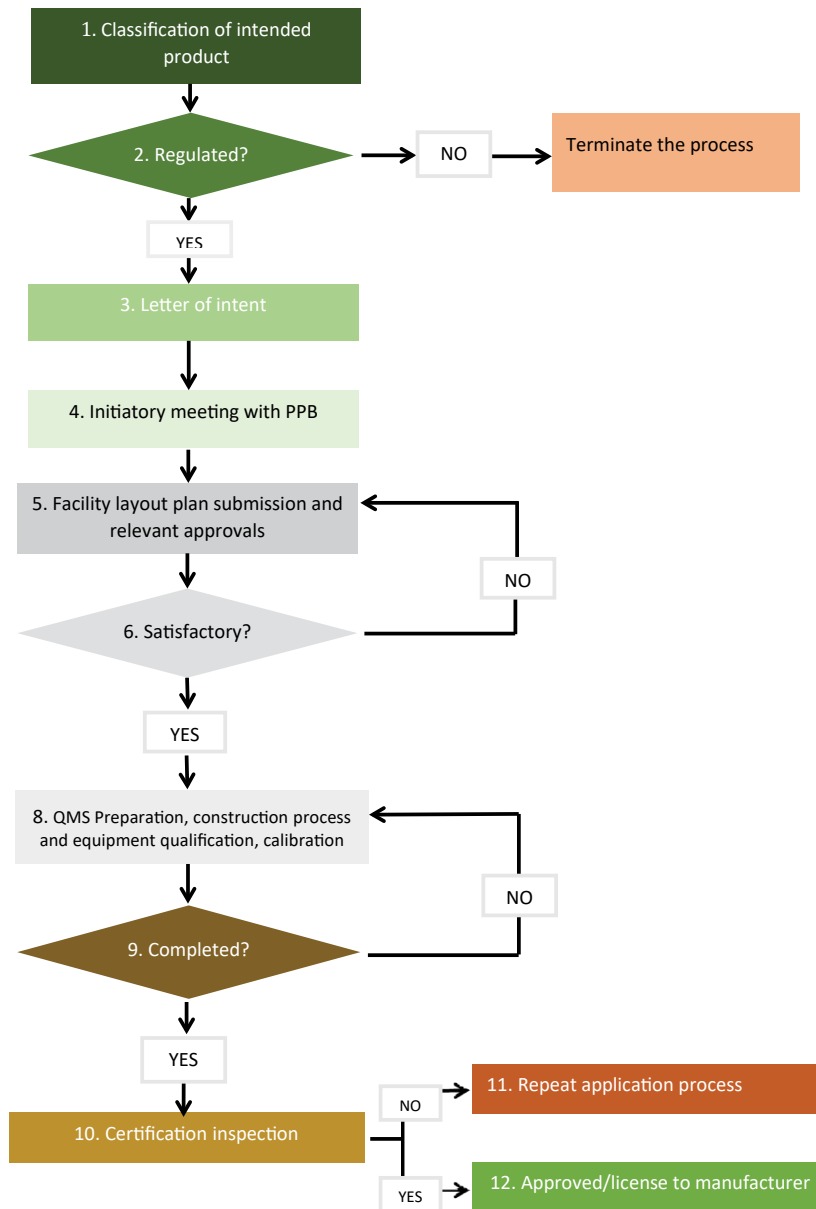 1. Classification of intended
product
2. Regulated?
NO
Terminate the process
YES
3. Letter of intent
4. Initiatory meeting with PPB
5. Facility layout plan submission and
relevant approvals
NO
6. Satisfactory?
YES
8. QMS Preparation, construction process
and equipment qualification, calibration
NO
9. Completed?
YES
NO
11. Repeat application process
10. Certification inspection
YES
12. Approved/license to manufacturer